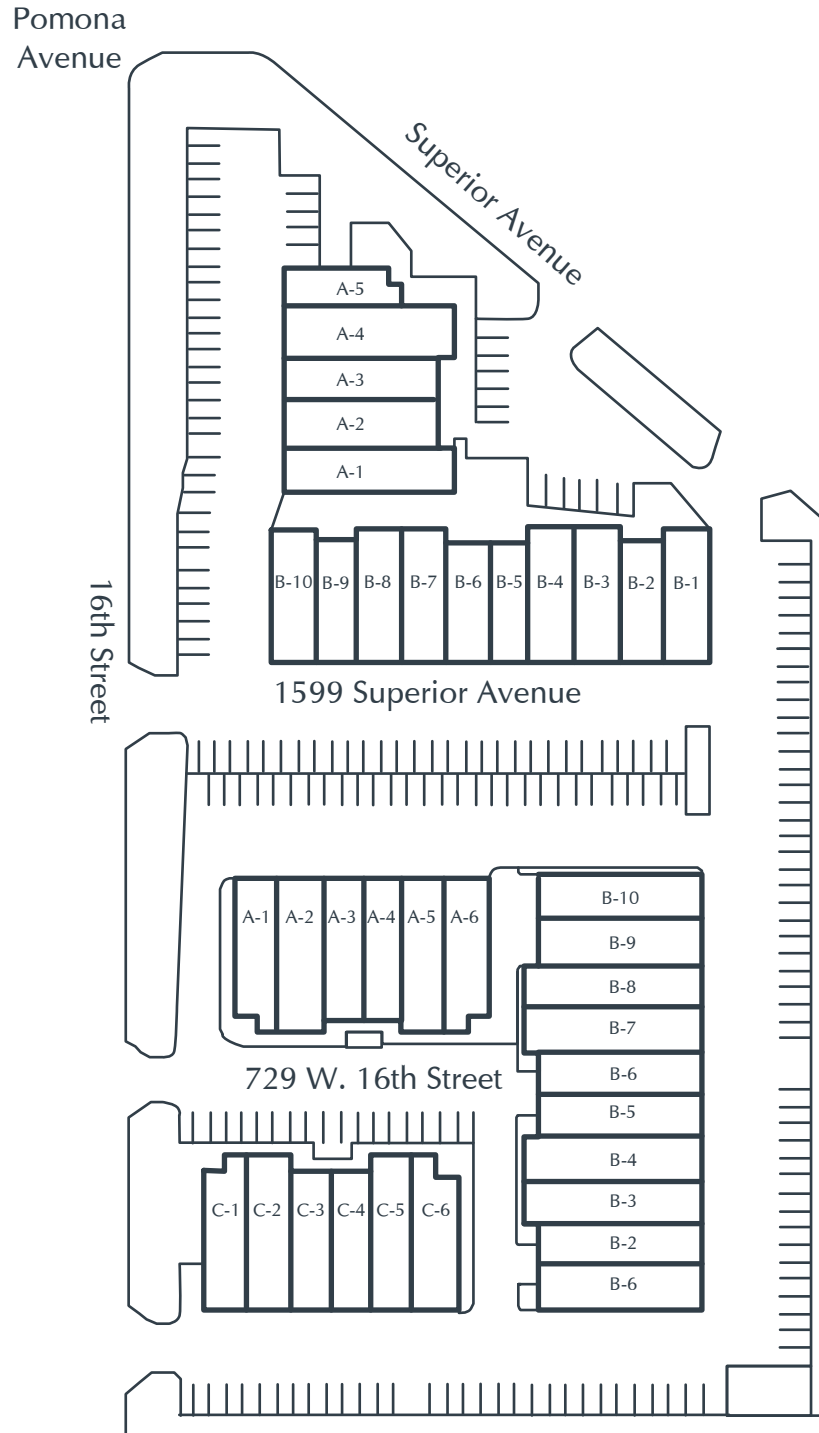 Pomona
Avenue
Superior Avenue
A-5
A-4
A-3
A-2
A-1
B-10 B-9 B-8 B-7 B-6 B-5 B-4 B-3 B-2 B-1
16th Street
1599 Superior Avenue
A-1 A-2 A-3 A-4 A-5 A-6
B-10
B-9
B-8
B-7
B-6
B-5
B-4
B-3
B-2
B-6
729 W. 16th Street
C-1 C-2 C-3 C-4 C-5 C-6